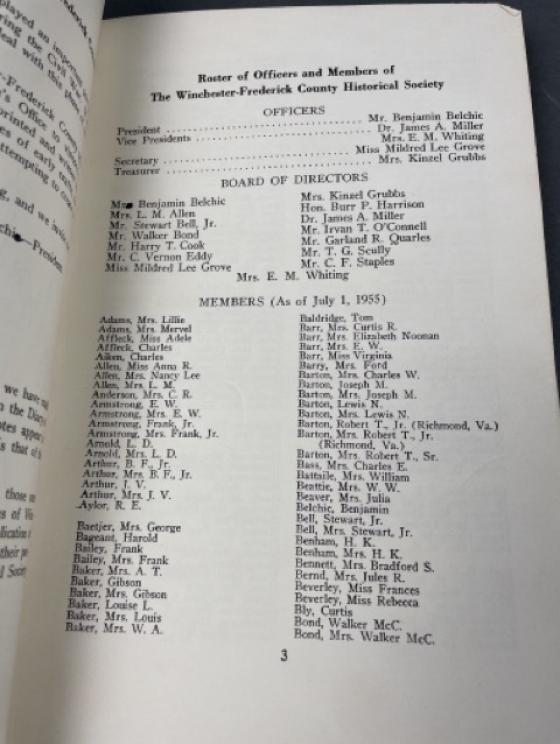 Roster of Officers and Members of
The Winchester-Frederick County Historical Society
OFFICERS
President .......... Mr. Benjamin Belchic
Vice Presidents .......... Dr. James A. Miller
Mrs. E. M. Whiting
Secretary .......... Miss Mildred Lee Grove
Treasurer .......... Mrs. Kinzel Grubbs
BOARD OF DIRECTORS
Mr. Benjamin Belchic
Mrs. L. M. Allen
Mr. Stewart Bell, Jr.
Mr. Walker Bond
Mr. Harry T. Cook
Mr. C. Vernon Eddy
Miss Mildred Lee Grove
Mrs. Kinzel Grubbs
Hon. Burr P. Harrison
Dr. James A. Miller
Mr. Irvan T. O'Connell
Mr. Garland R. Quarles
Mr. T. G. Scully
Mr. C. F. Staples
Mrs. E. M. Whiting
MEMBERS (As of July 1, 1955)
Adams, Mrs. Lillie
Adams, Mrs. Mervel
Affleck, Miss Adele
Affleck, Charles
Aiken, Charles
Allen, Miss Anna R.
Allen, Mrs. Nancy Lee
Allen, Mrs. L. M.
Anderson, Mrs. C. R.
Armstrong, E. W.
Armstrong, Mrs. E. W.
Armstrong, Frank, Jr.
Armstrong, Mrs. Frank, Jr.
Arnold, L. D.
Arnold, Mrs. L. D.
Arthur, B. F., Jr.
Arthur, Mrs. B. F., Jr.
Arthur, J. V.
Arthur, Mrs. J. V.
Aylor, R. E.
Baetjer, Mrs. George
Bageant, Harold
Bailey, Frank
Bailey, Mrs. Frank
Baker, Mrs. A. T.
Baker, Gibson
Baker, Mrs. Gibson
Baker, Louise L.
Baker, Mrs. Louis
Baker, Mrs. W. A.
Baldridge, Tom
Barr, Mrs. Curtis R.
Barr, Mrs. Elizabeth Noonan
Barr, Mrs. E. W.
Barr, Miss Virginia
Barry, Mrs. Ford
Barton, Mrs. Charles W.
Barton, Joseph M.
Barton, Mrs. Joseph M.
Barton, Lewis N.
Barton, Mrs. Lewis N.
Barton, Robert T., Jr. (Richmond, Va.)
Barton, Mrs. Robert T., Jr.
(Richmond, Va.)
Barton, Mrs. Robert T., Sr.
Bass, Mrs. Charles E.
Battaile, Mrs. William
Beattie, Mrs. W. W.
Beaver, Mrs. Julia
Belchic, Benjamin
Bell, Stewart, Jr.
Bell, Mrs. Stewart, Jr.
Benham, H. K.
Benham, Mrs. H. K.
Bennett, Mrs. Bradford S.
Bernd, Mrs. Jules R.
Beverley, Miss Frances
Beverley, Miss Rebecca
Bly, Curtis
Bond, Walker McC.
Bond, Mrs. Walker McC.
3